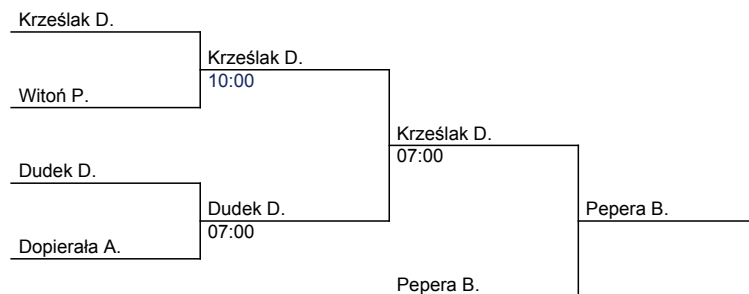 Krześlak D.
Krześlak D.
10:00
Witoń P.
Krześlak D.
07:00
Dudek D.
Dudek D.
07:00
Pepera B.
Dopierała A.
Pepera B.